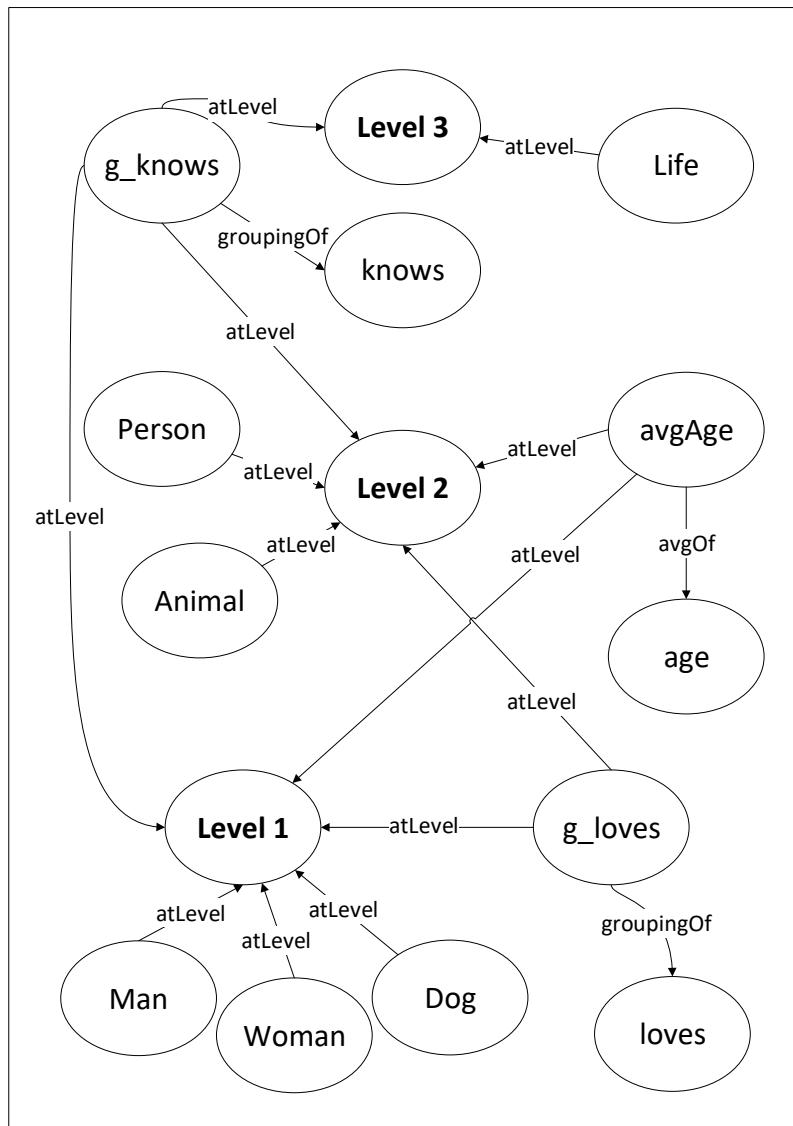 atLevel
Level 3
g_knows
atLevel
Life
groupingOf
knows
atLevel
Person
avgAge
atLevel
atLevel
Level 2
atLevel
atLevel
atLevel
avgOf
Animal
age
atLevel
Level 1
atLevel
g_loves
atLevel
atLevel
atLevel
groupingOf
Man
Woman
Dog
loves